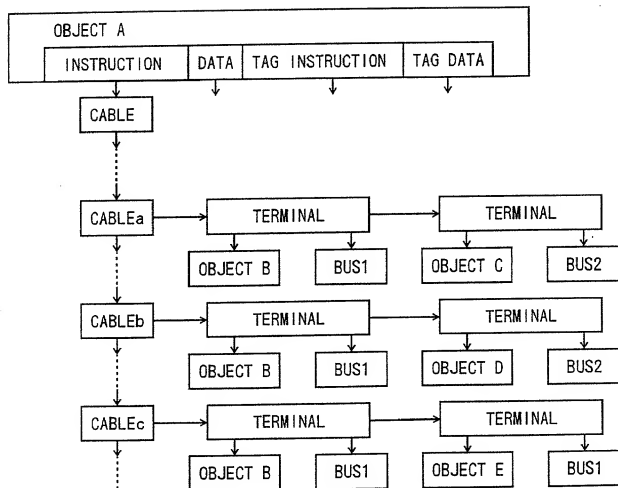 OBJECT A
INSTRUCTION DATA TAG INSTRUCTION TAG DATA
CABLE
CABLEa TERMINAL TERMINAL
OBJECT B BUS1 OBJECT C BUS2
CABLEb TERMINAL TERMINAL
OBJECT B BUS1 OBJECT D BUS2
CABLEc TERMINAL TERMINAL
OBJECT B BUS1 OBJECT E BUS1